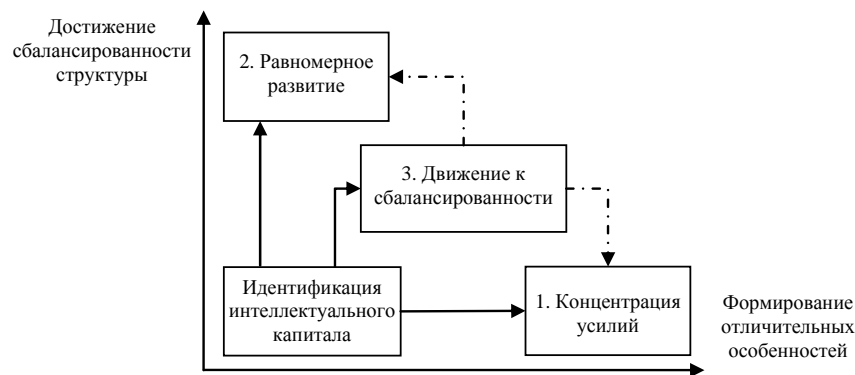 Достижение
сбалансированности
структуры
2. Равномерное
развитие
3. Движение к
сбалансированности
Идентификация
интеллектуального
капитала
1. Концентрация
усилий
Формирование
отличительных
особенностей